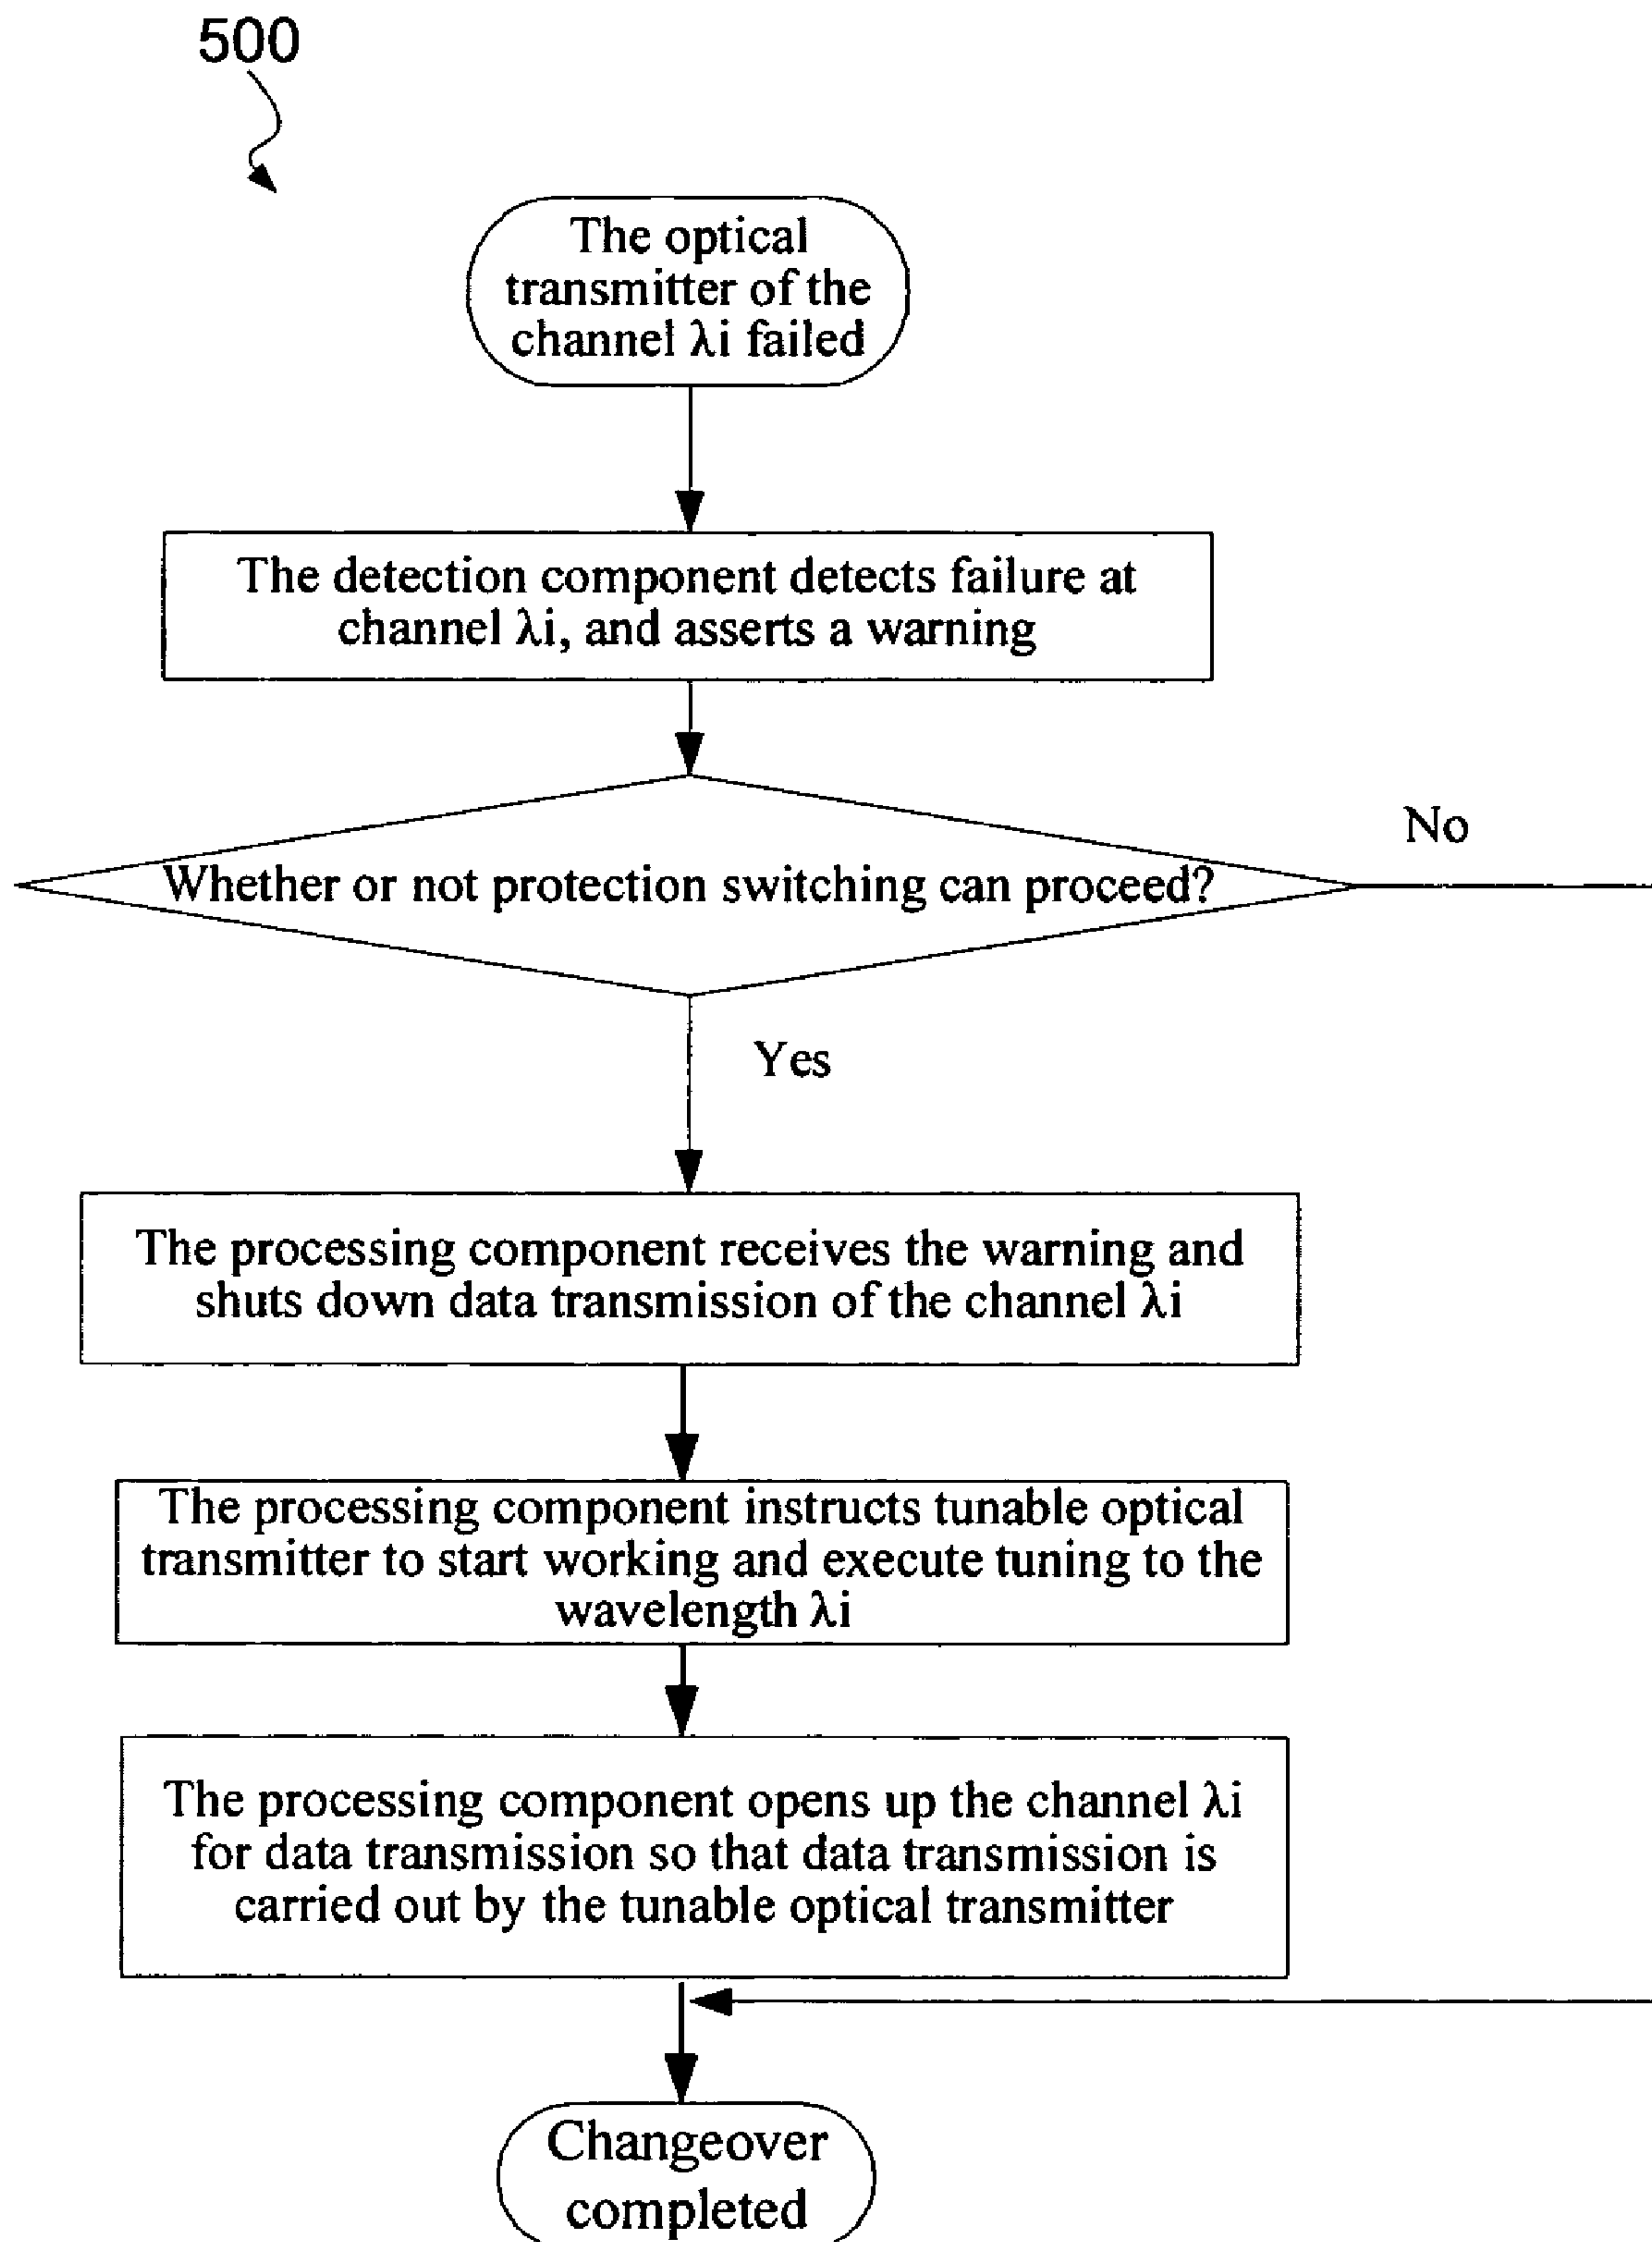 500
The optical
transmitter of the
channel λi failed
The detection component detects failure at
channel λi, and asserts a warning
Whether or not protection switching can proceed?
No
Yes
The processing component receives the warning and
shuts down data transmission of the channel λi
The processing component instructs tunable optical
transmitter to start working and execute tuning to the
wavelength λi
The processing component opens up the channel λi
for data transmission so that data transmission is
carried out by the tunable optical transmitter
Changeover
completed